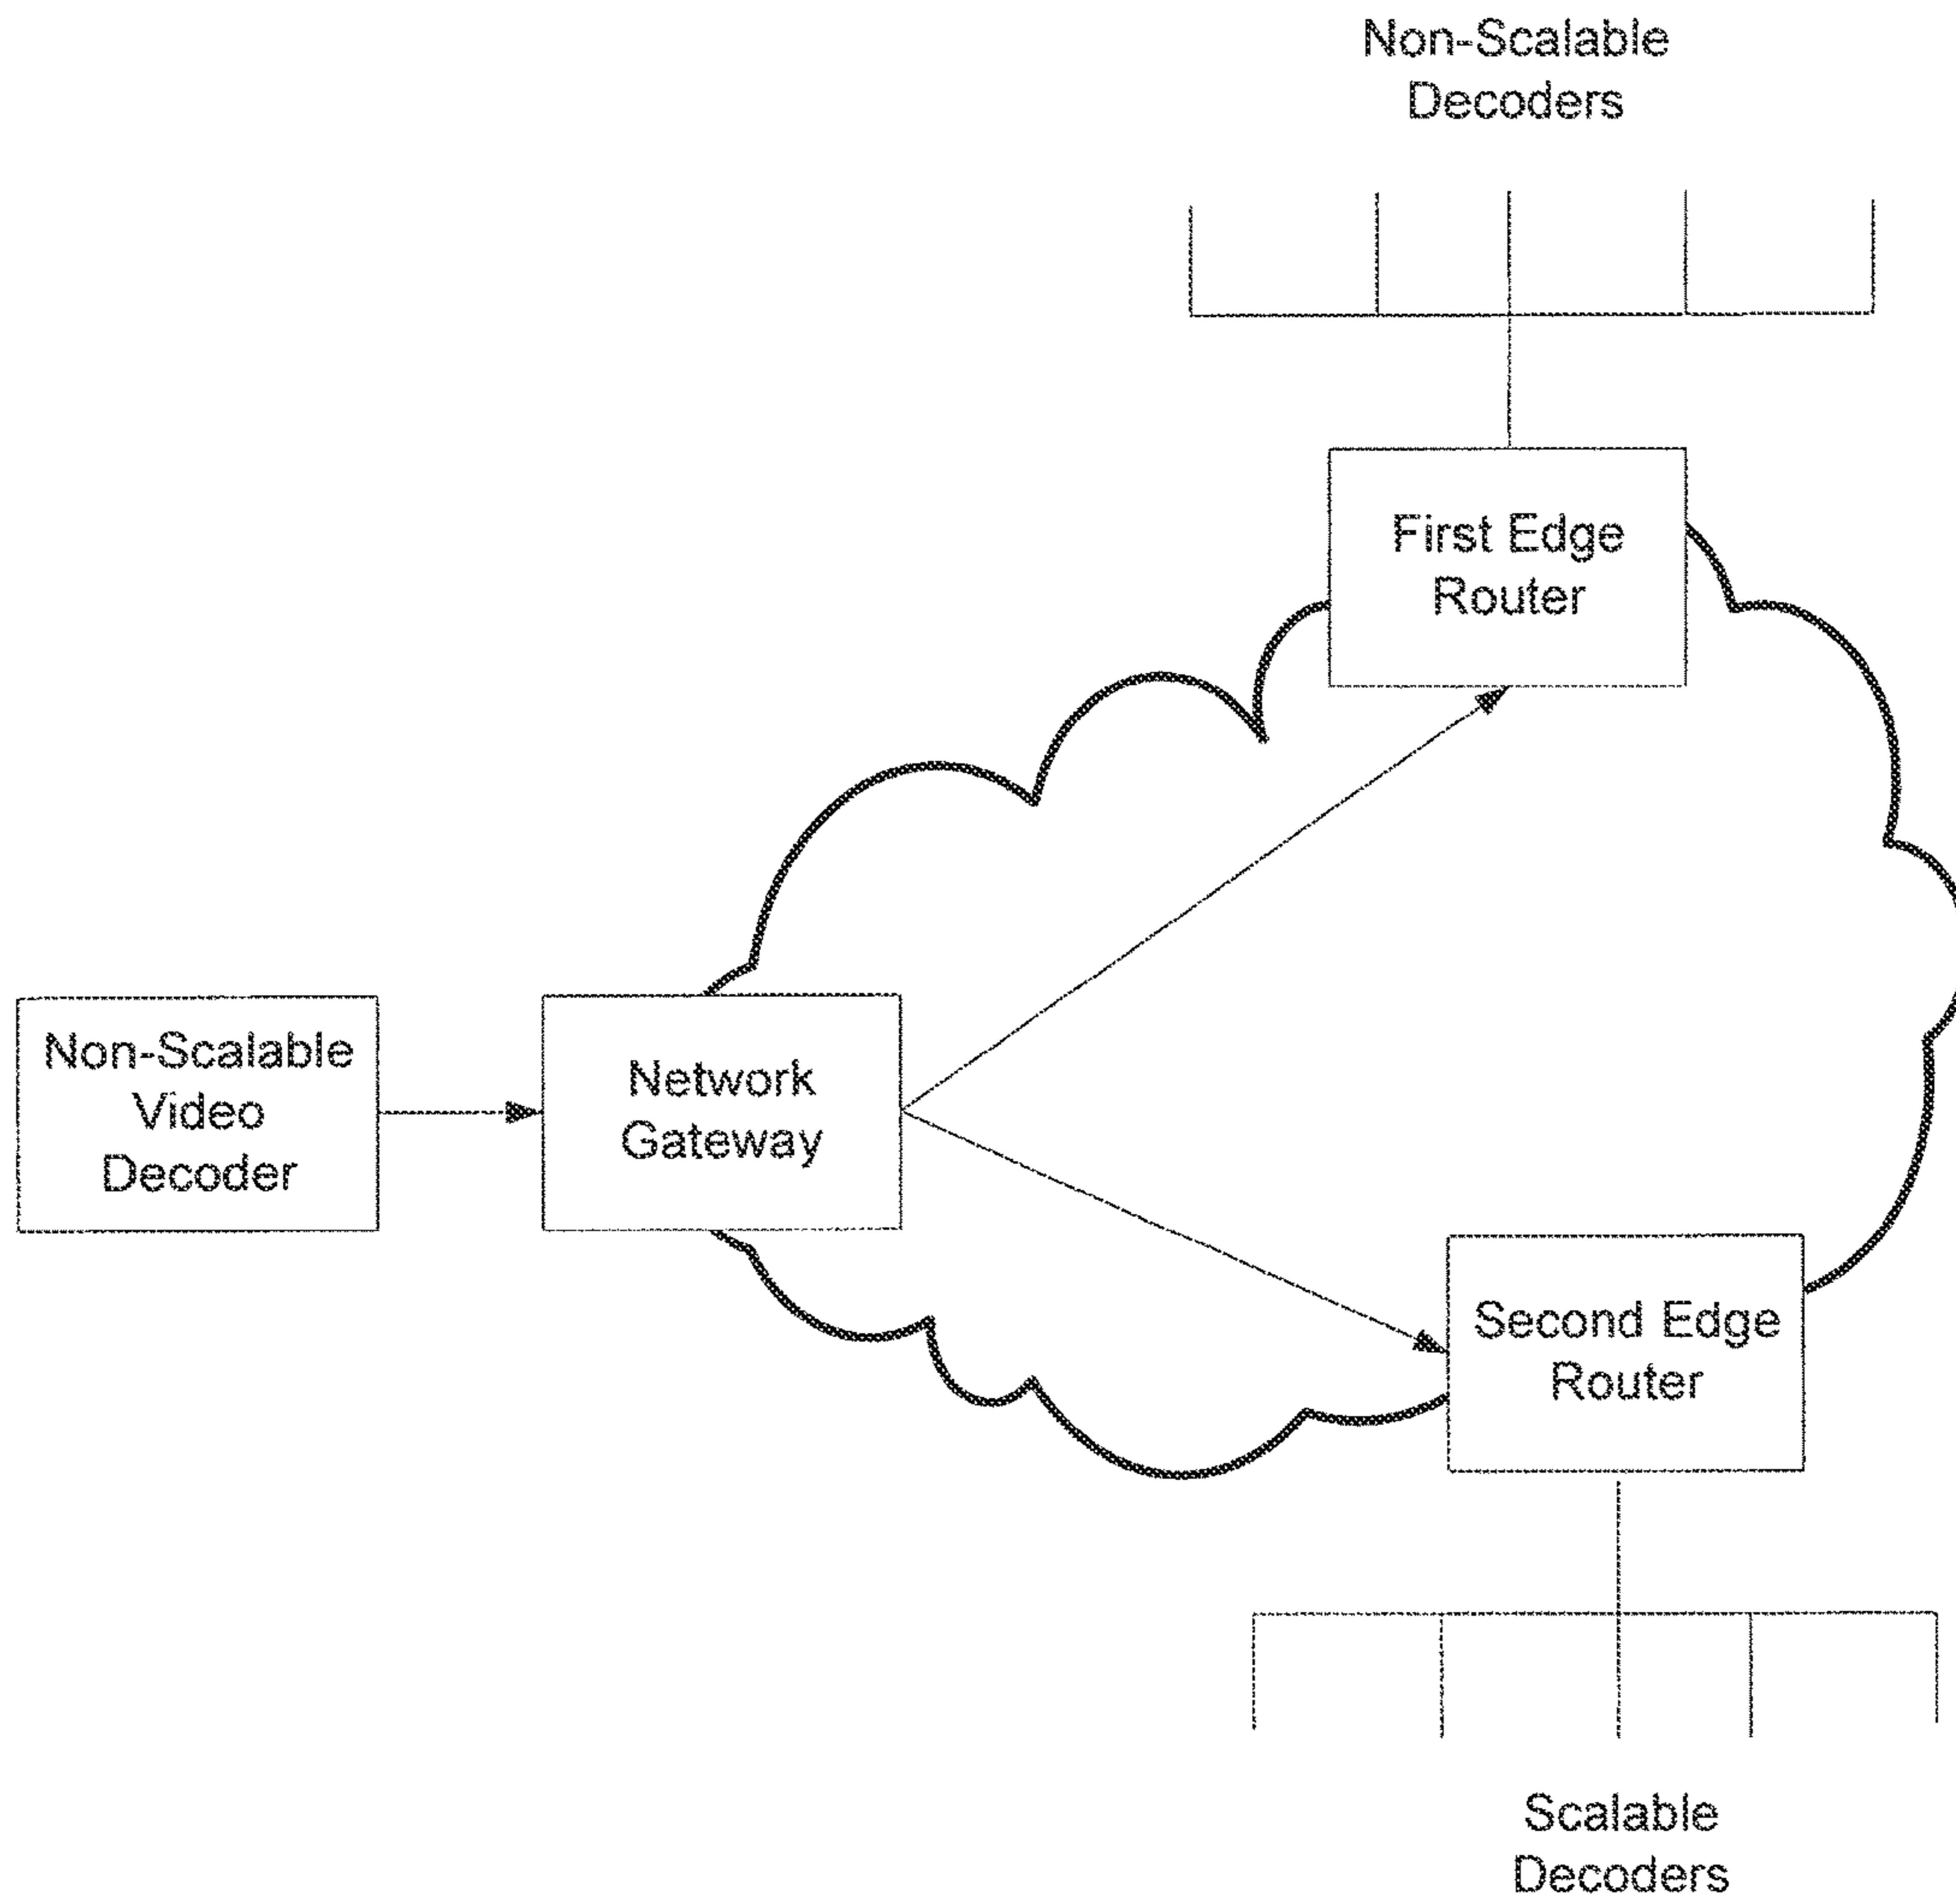 Non-Scalable
Decoders
First Edge
Router
Non-Scalable
Video
Decoder
Network
Gateway
Second Edge
Router
Scalable
Decoders